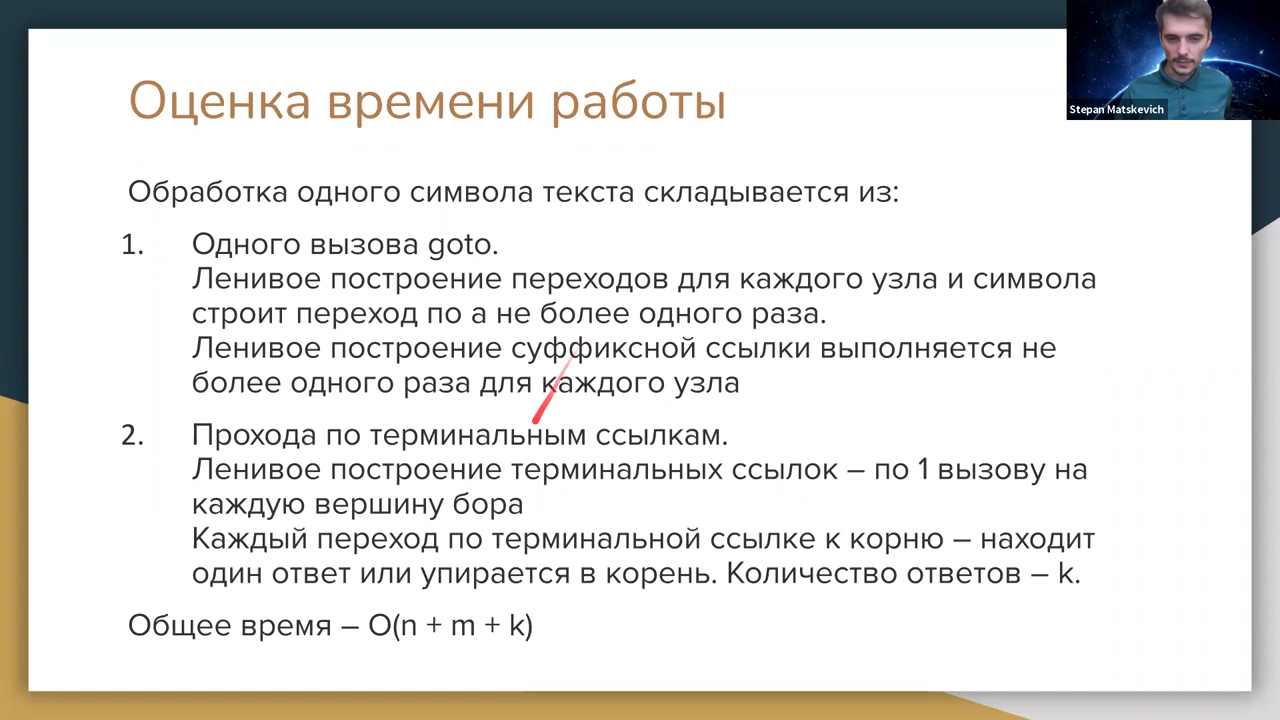 Оценка времени работы
Stepan Matskevich
Обработка одного символа текста складывается из:
1. Одного вызова goto.
Ленивое построение переходов для каждого узла и символа
строит переход по а не более одного раза.
Ленивое построение суффиксной ссылки выполняется не
более одного раза для каждого узла
2. Прохода по терминальным ссылкам.
Ленивое построение терминальных ссылок – по 1 вызову на
каждую вершину бора
Каждый переход по терминальной ссылке к корню – находит
один ответ или упирается в корень. Количество ответов – k.
Общее время – O(n + m + k)